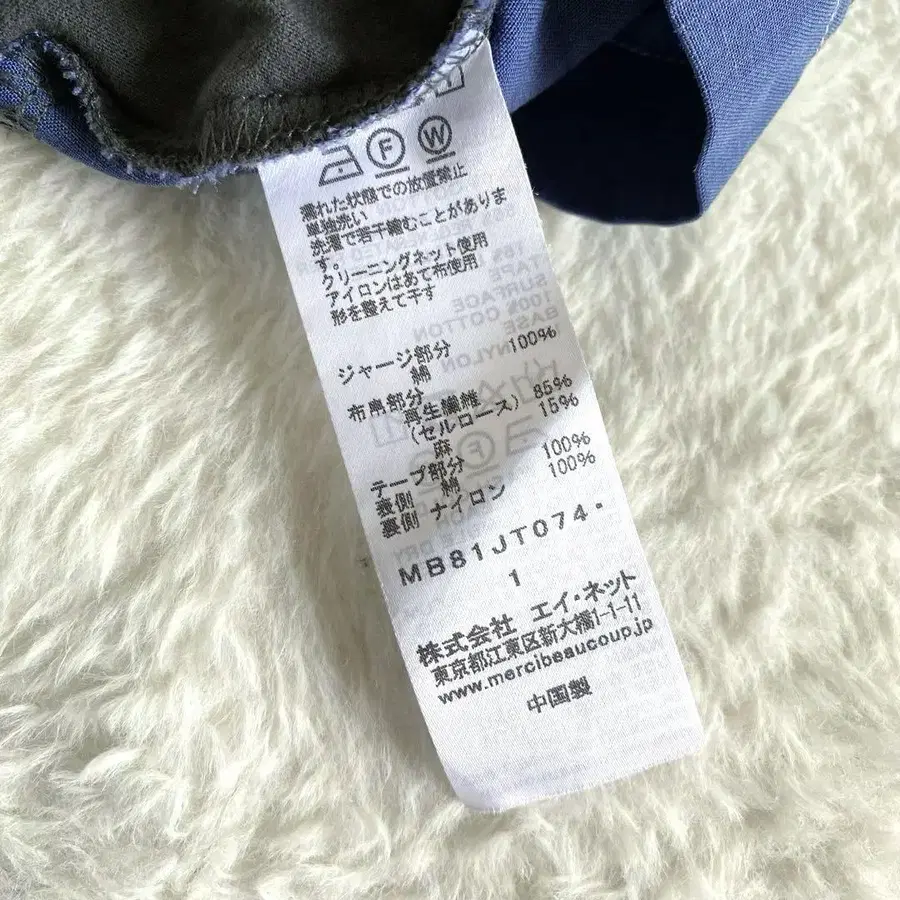 F W
濡れた状態での放置禁止
単独洗い
洗濯で若干縮むことがありま
す。
クリーニングネット使用
アイロンはあて布使用
形を整えて干す
ジャージ部分
綿 100%
布帛部分
再生繊維
(セルロース) 85%
麻 15%
テープ部分
表側 綿 100%
裏側 ナイロン 100%
MB81JT074-
1
株式会社 エイ・ネット
東京都江東区新大橋1-1-11
www.mercibeaucoup.jp
中国製